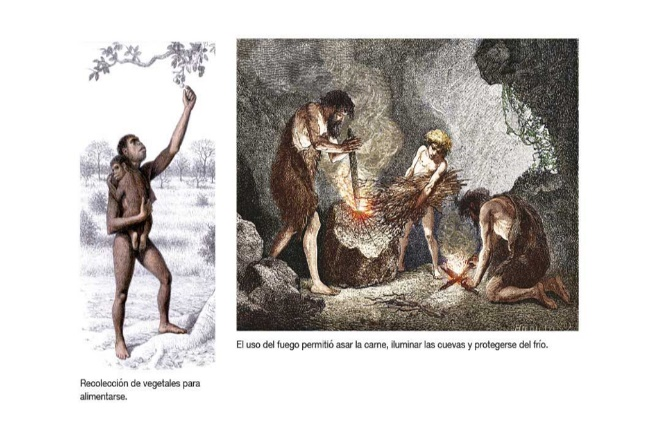 Recolección de vegetales para
alimentarse.
El uso del fuego permitió asar la carne, iluminar las cuevas y protegerse del frío.